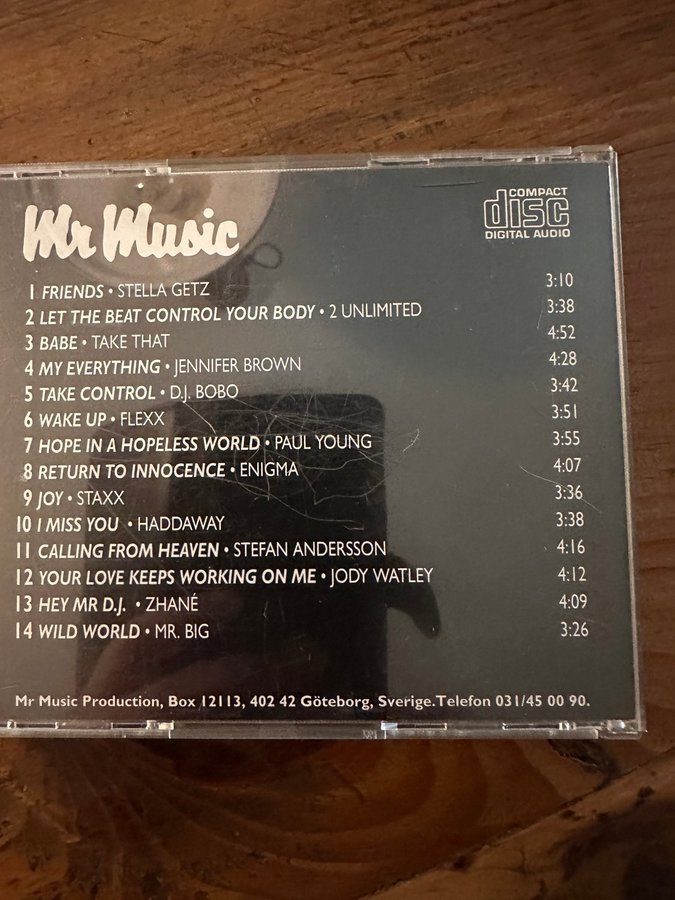 Mr Music
COMPACT
disc
DIGITAL AUDIO
1 FRIENDS • STELLA GETZ 3:10
2 LET THE BEAT CONTROL YOUR BODY • 2 UNLIMITED 3:38
3 BABE • TAKE THAT 4:52
4 MY EVERYTHING • JENNIFER BROWN 4:28
5 TAKE CONTROL • D.J. BOBO 3:42
6 WAKE UP • FLEXX 3:51
7 HOPE IN A HOPELESS WORLD • PAUL YOUNG 3:55
8 RETURN TO INNOCENCE • ENIGMA 4:07
9 JOY • STAXX 3:36
10 I MISS YOU • HADDAWAY 3:38
11 CALLING FROM HEAVEN • STEFAN ANDERSSON 4:16
12 YOUR LOVE KEEPS WORKING ON ME • JODY WATLEY 4:12
13 HEY MR D.J. • ZHANÉ 4:09
14 WILD WORLD • MR. BIG 3:26
Mr Music Production, Box 12113, 402 42 Göteborg, Sverige. Telefon 031/45 00 90.